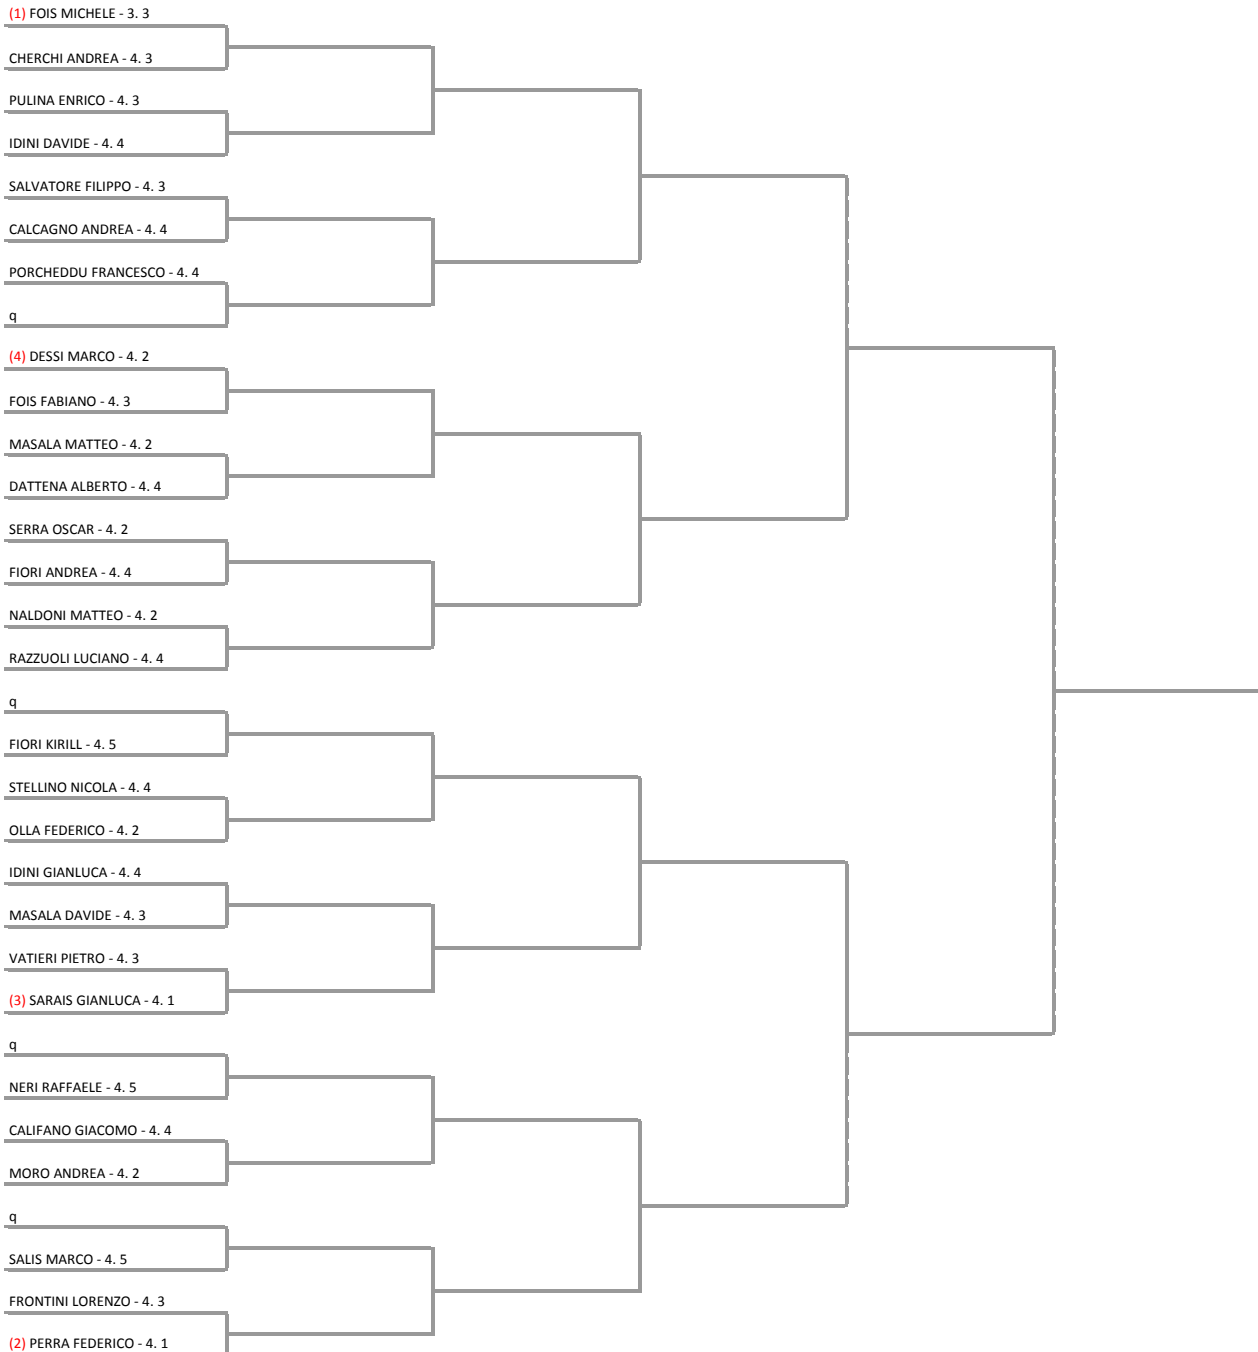 (1) FOIS MICHELE - 3. 3
CHERCHI ANDREA - 4. 3
PULINA ENRICO - 4. 3
IDINI DAVIDE - 4. 4
SALVATORE FILIPPO - 4. 3
CALCAGNO ANDREA - 4. 4
PORCHEDDU FRANCESCO - 4. 4
q
(4) DESSI MARCO - 4. 2
FOIS FABIANO - 4. 3
MASALA MATTEO - 4. 2
DATTENA ALBERTO - 4. 4
SERRA OSCAR - 4. 2
FIORI ANDREA - 4. 4
NALDONI MATTEO - 4. 2
RAZZUOLI LUCIANO - 4. 4
q
FIORI KIRILL - 4. 5
STELLINO NICOLA - 4. 4
OLLA FEDERICO - 4. 2
IDINI GIANLUCA - 4. 4
MASALA DAVIDE - 4. 3
VATIERI PIETRO - 4. 3
(3) SARAIS GIANLUCA - 4. 1
q
NERI RAFFAELE - 4. 5
CALIFANO GIACOMO - 4. 4
MORO ANDREA - 4. 2
q
SALIS MARCO - 4. 5
FRONTINI LORENZO - 4. 3
(2) PERRA FEDERICO - 4. 1